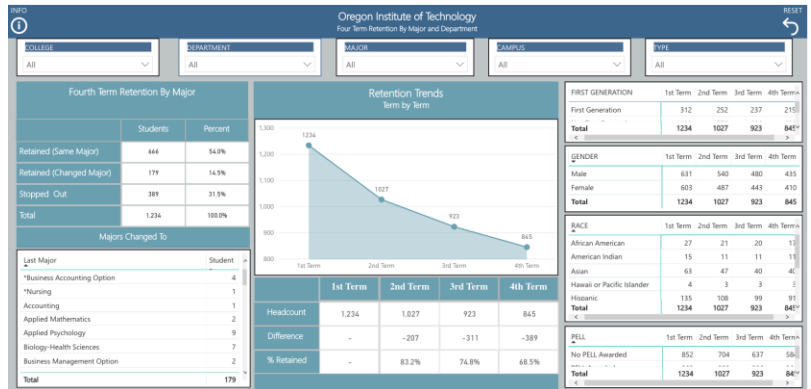 INFO
Oregon Institute of Technology
RESET
Four Term Retention By Major and Department
COLLEGE DEPARTMENT MAJOR CAMPUS TYPE
All All All All All
Fourth Term Retention By Major
Students Percent
Retained (Same Major) 666 54.0%
Retained (Changed Major) 179 14.5%
Stopped Out 389 31.5%
Total 1,234 100.0%
Majors Changed To
Last Major Student
*Business Accounting Option 4
*Nursing 1
Accounting 1
Applied Mathematics 2
Applied Psychology 9
Biology-Health Sciences 7
Business Management Option 2
Total 179
Retention Trends
Term by Term
1,300
1234
1,200
1,100
1027
1,000
923
900
845
800
1st Term 2nd Term 3rd Term 4th Term
1st Term 2nd Term 3rd Term 4th Term
Headcount 1,234 1,027 923 845
Difference - -207 -311 -389
% Retained - 83.2% 74.8% 68.5%
FIRST GENERATION 1st Term 2nd Term 3rd Term 4th Term
First Generation 312 252 237 219
Total 1234 1027 923 845
GENDER 1st Term 2nd Term 3rd Term 4th Term
Male 631 540 480 435
Female 603 487 443 410
Total 1234 1027 923 845
RACE 1st Term 2nd Term 3rd Term 4th Term
African American 27 21 20 17
American Indian 15 11 11 11
Asian 63 47 40 40
Hawaii or Pacific Islander 4 3 3 3
Hispanic 135 108 99 91
Total 1234 1027 923 845
PELL 1st Term 2nd Term 3rd Term 4th Term
No PELL Awarded 852 704 637 584
Total 1234 1027 923 845